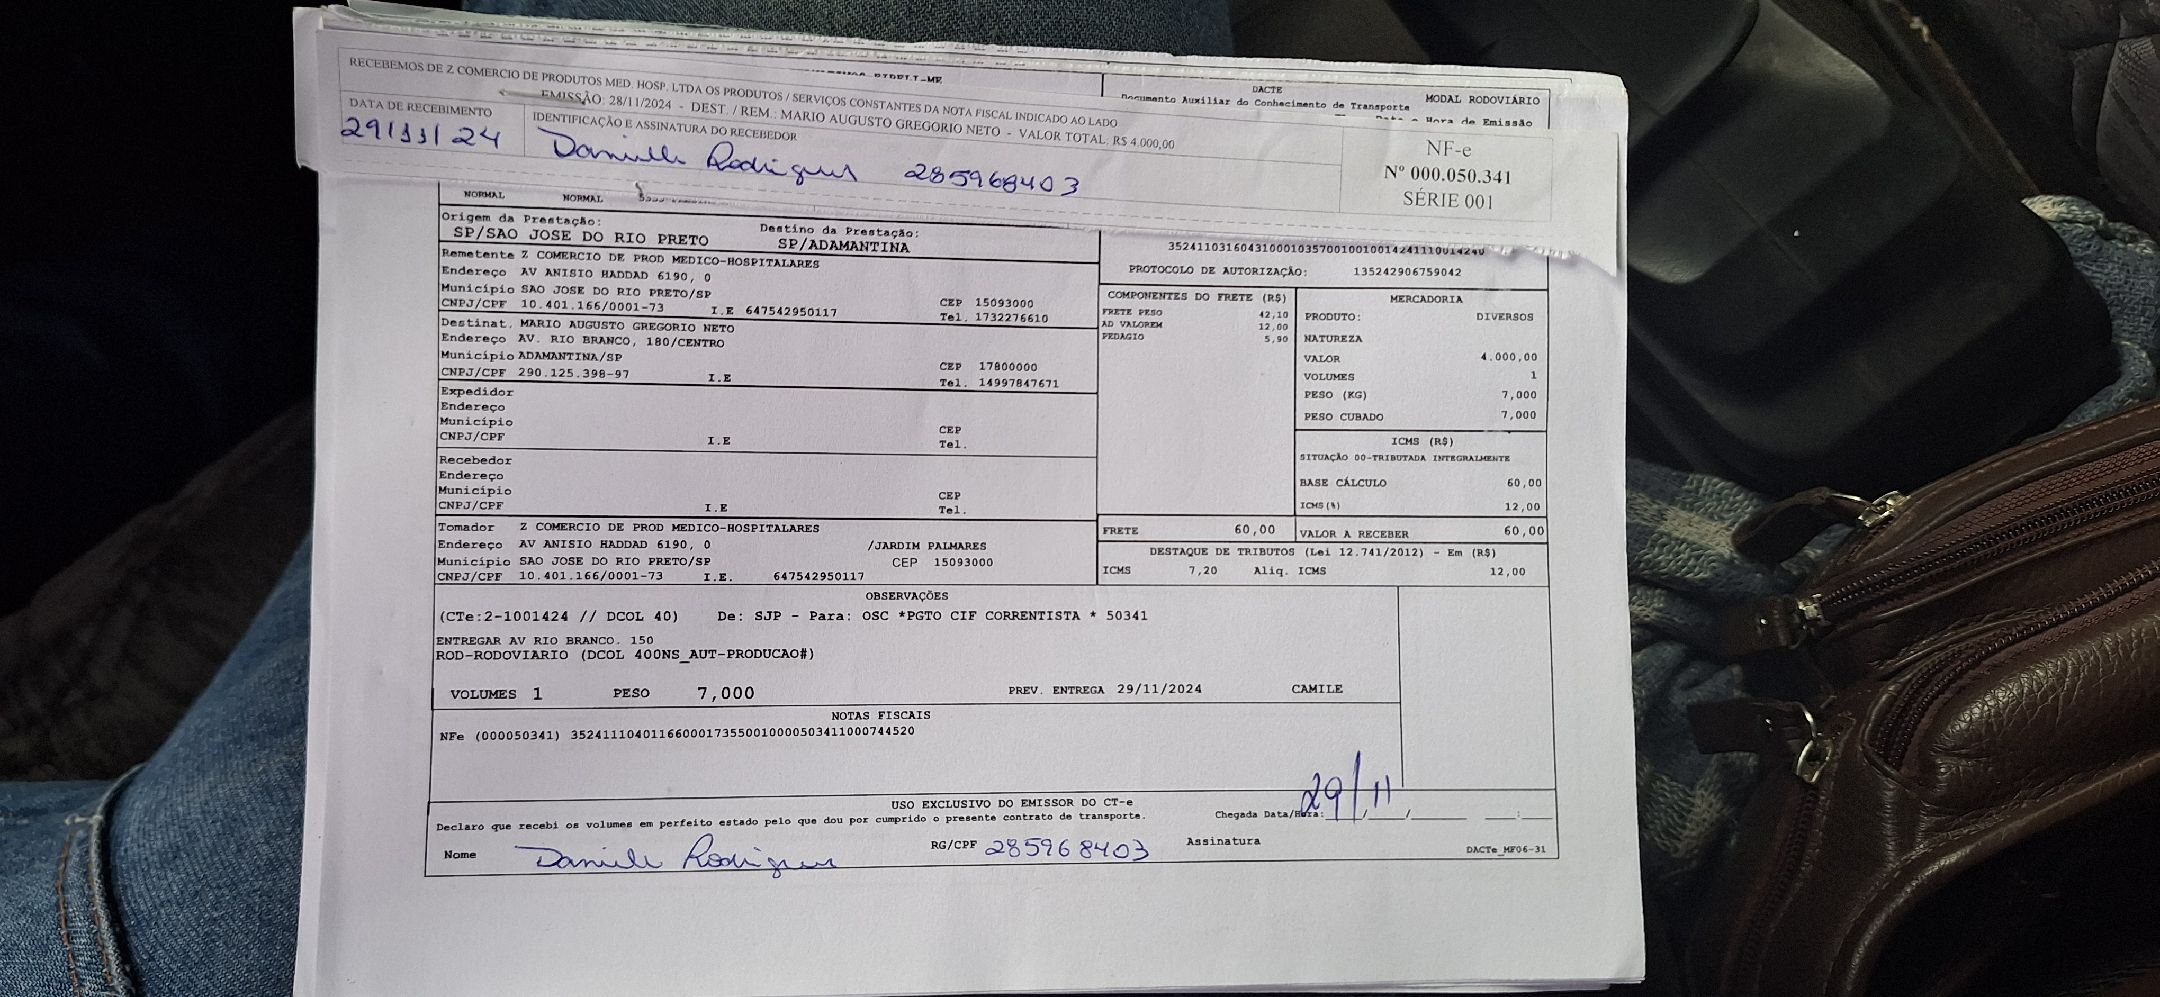 RECEBEMOS DE Z COMERCIO DE PRODUTOS MED. HOSP. LTDA OS PRODUTOS / SERVIÇOS CONSTANTES DA NOTA FISCAL INDICADO AO LADO
EMISSÃO: 28/11/2024 - DEST. / REM.: MARIO AUGUSTO GREGORIO NETO - VALOR TOTAL: R$ 4.000,00
DATA DE RECEBIMENTO
29/11/24
IDENTIFICAÇÃO E ASSINATURA DO RECEBEDOR
Danielle Rodrigues 285968403
NF-e
Nº 000.050.341
SÉRIE 001
DACTE
Documento Auxiliar do Conhecimento de Transporte
MODAL RODOVIÁRIO
Hora de Emissão
NORMAL NORMAL
Origem da Prestação:
SP/SAO JOSE DO RIO PRETO
Destino da Prestação:
SP/ADAMANTINA
Remetente Z COMERCIO DE PROD MEDICO-HOSPITALARES
Endereço AV ANISIO HADDAD 6190, 0
Município SAO JOSE DO RIO PRETO/SP
CEP 15093000
CNPJ/CPF 10.401.166/0001-73 I.E 647542950117
Tel. 1732276610
Destinat. MARIO AUGUSTO GREGORIO NETO
Endereço AV. RIO BRANCO, 180/CENTRO
Município ADAMANTINA/SP
CEP 17800000
CNPJ/CPF 290.125.398-97 I.E
Tel. 14997847671
Expedidor
Endereço
Município
CEP
CNPJ/CPF I.E
Tel.
Recebedor
Endereço
Município
CEP
CNPJ/CPF I.E
Tel.
Tomador Z COMERCIO DE PROD MEDICO-HOSPITALARES
Endereço AV ANISIO HADDAD 6190, 0 /JARDIM PALMARES
Município SAO JOSE DO RIO PRETO/SP CEP 15093000
CNPJ/CPF 10.401.166/0001-73 I.E. 647542950117
PROTOCOLO DE AUTORIZAÇÃO: 135242906759042
COMPONENTES DO FRETE (R$)
FRETE PESO 42,10
AD VALOREM 12,00
PEDAGIO 5,90
MERCADORIA
PRODUTO: DIVERSOS
NATUREZA
VALOR 4.000,00
VOLUMES 1
PESO (KG) 7,000
PESO CUBADO 7,000
ICMS (R$)
SITUAÇÃO 00-TRIBUTADA INTEGRALMENTE
BASE CÁLCULO 60,00
ICMS(%) 12,00
FRETE 60,00
VALOR A RECEBER 60,00
DESTAQUE DE TRIBUTOS (Lei 12.741/2012) - Em (R$)
ICMS 7,20 Aliq. ICMS 12,00
OBSERVAÇÕES
(CTe:2-1001424 // DCOL 40) De: SJP - Para: OSC *PGTO CIF CORRENTISTA * 50341
ENTREGAR AV RIO BRANCO. 150
ROD-RODOVIARIO (DCOL 400NS_AUT-PRODUCAO#)
VOLUMES 1 PESO 7,000 PREV. ENTREGA 29/11/2024 CAMILE
NOTAS FISCAIS
NFe (000050341) 35241110401166000173550010000503411000744520
USO EXCLUSIVO DO EMISSOR DO CT-e
Declaro que recebi os volumes em perfeito estado pelo que dou por cumprido o presente contrato de transporte.
Chegada Data/Hora: 29/11
Nome Daniele Rodrigues RG/CPF 285968403 Assinatura
DACTe_MF06-31